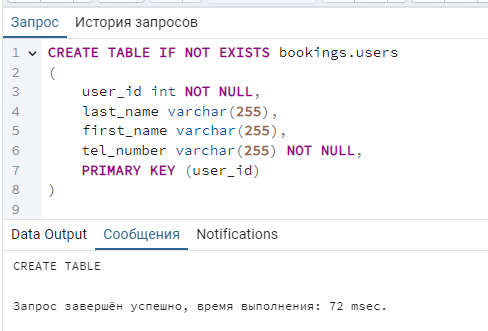 Запрос История запросов
1 CREATE TABLE IF NOT EXISTS bookings.users
2 (
3 user_id int NOT NULL,
4 last_name varchar(255),
5 first_name varchar(255),
6 tel_number varchar(255) NOT NULL,
7 PRIMARY KEY (user_id)
8 )
9
Data Output Сообщения Notifications
CREATE TABLE
Запрос завершён успешно, время выполнения: 72 msec.